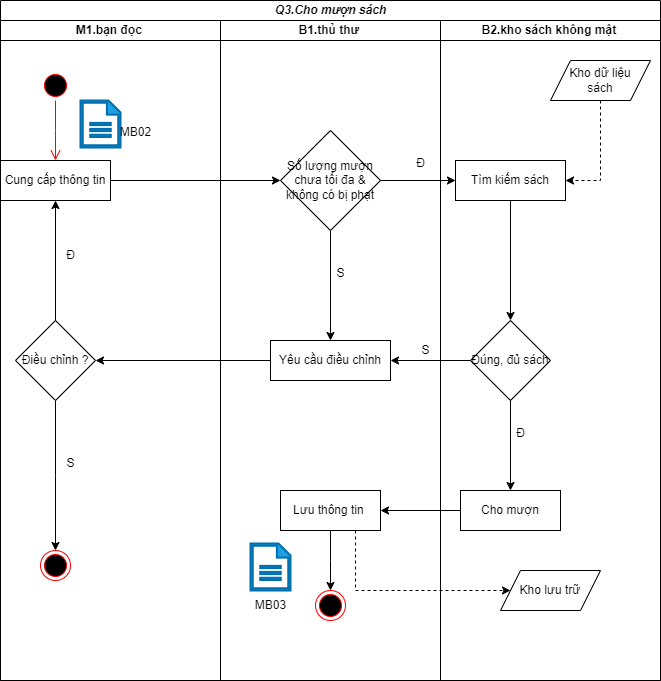 Q3.Cho mượn sách
M1.bạn đọc
B1.thủ thư
B2.kho sách không mật
Kho dữ liệu
sách
MB02
Cung cấp thông tin
Số lượng mượn
chưa tối đa &
không có bị phạt
Đ
Tìm kiếm sách
Đ
S
Điều chỉnh ?
Yêu cầu điều chỉnh
S
Đúng, đủ sách
S
Đ
Lưu thông tin
Cho mượn
MB03
Kho lưu trữ